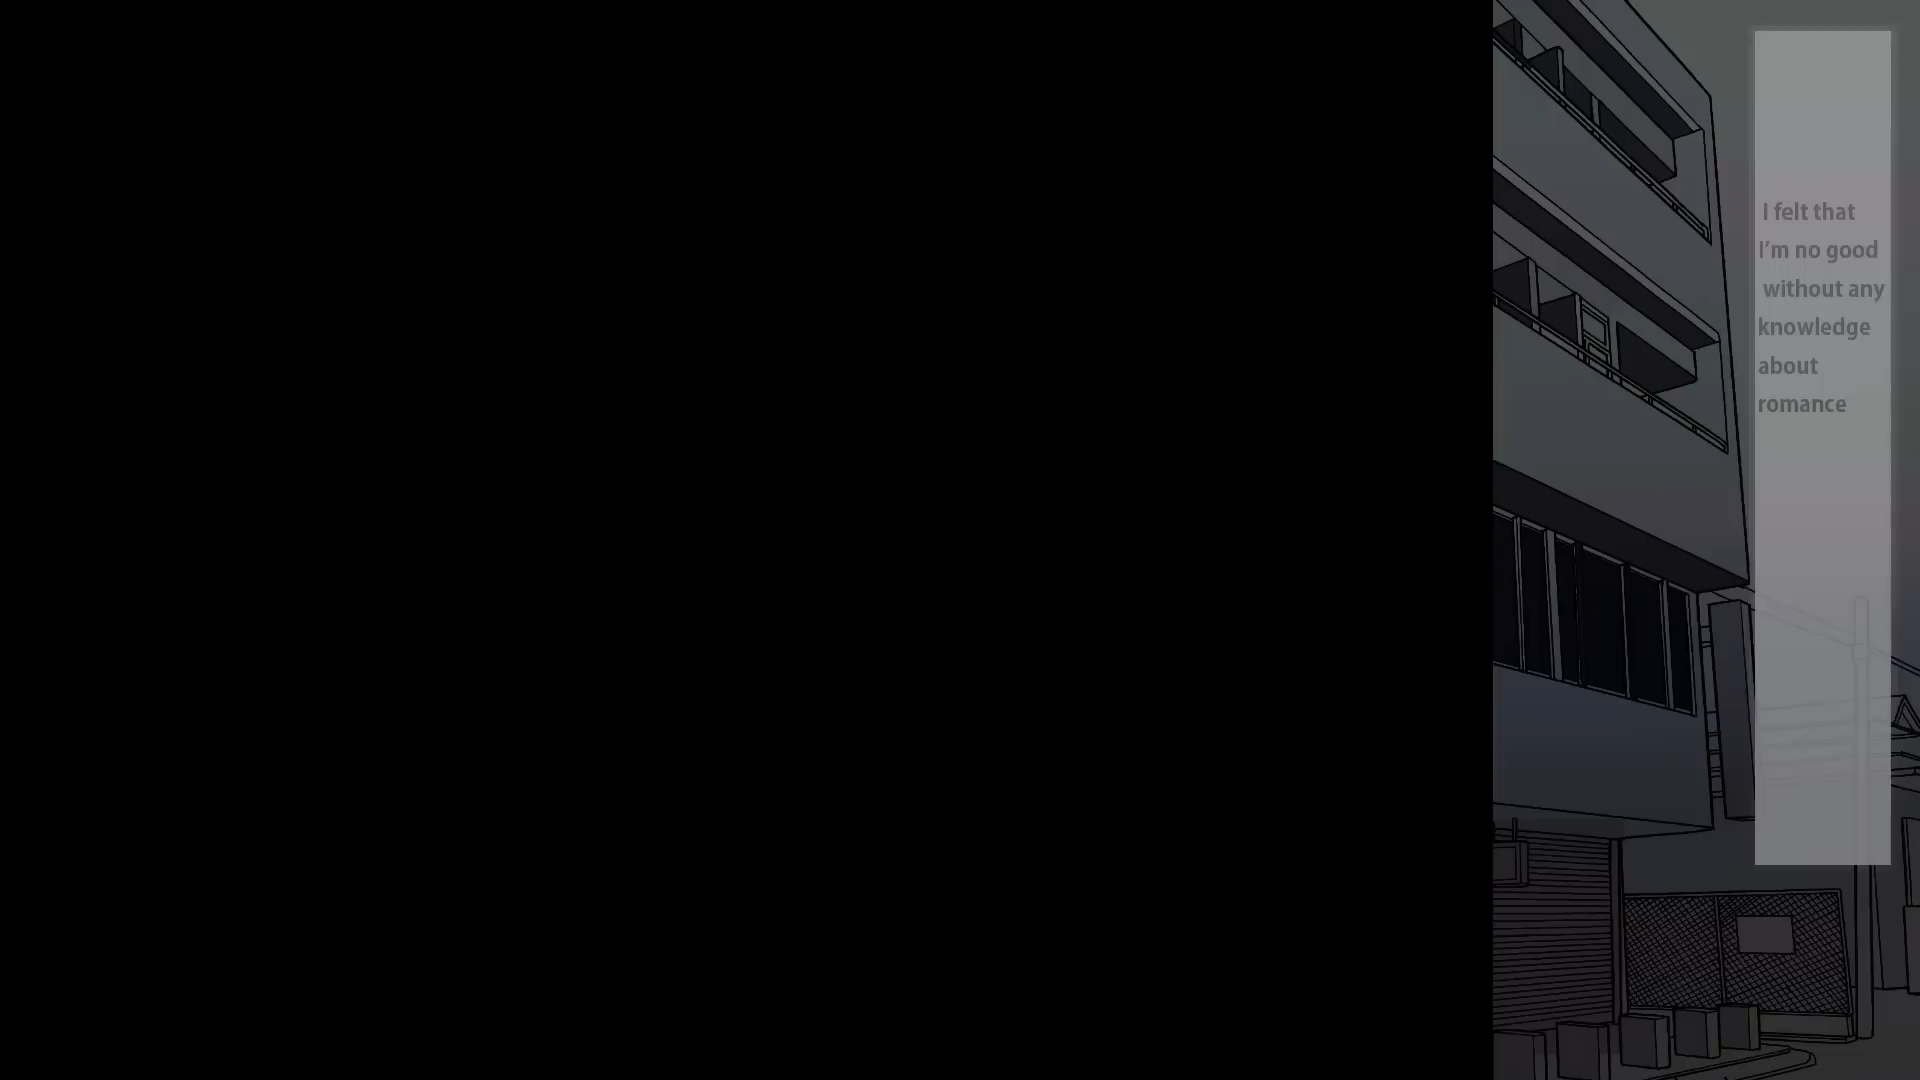 I felt that
I'm no good
without any
knowledge
about
romance